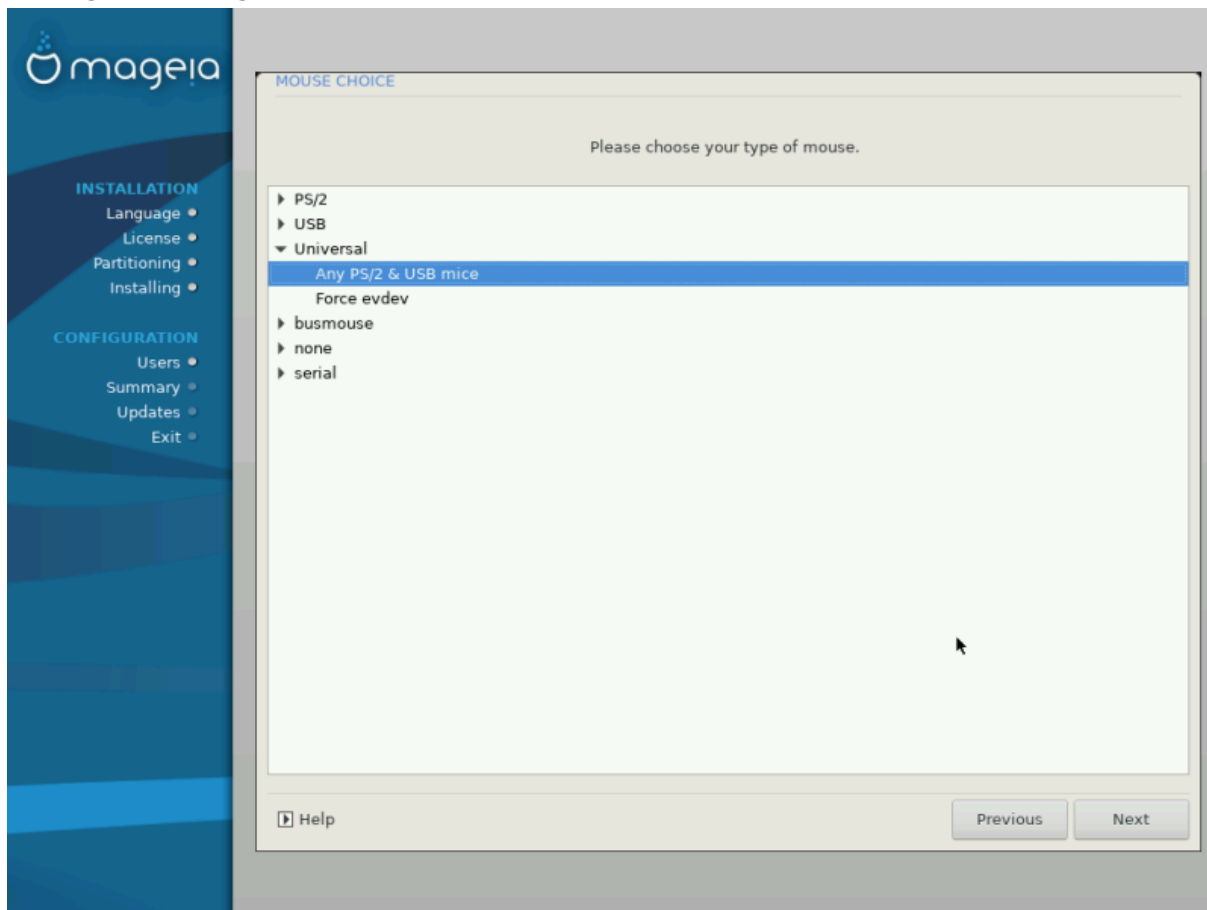 mageia
INSTALLATION
Language
License
Partitioning
Installing
CONFIGURATION
Users
Summary
Updates
Exit
MOUSE CHOICE
Please choose your type of mouse.
PS/2
USB
Universal
Any PS/2 & USB mice
Force evdev
busmouse
none
serial
Help
Previous
Next